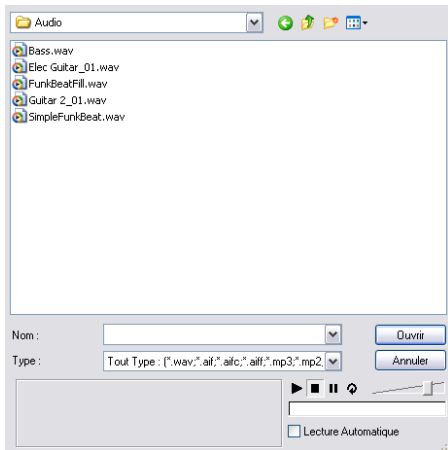 Audio
Bass.wav
Elec Guitar_01.wav
FunkBeatFill.wav
Guitar 2_01.wav
SimpleFunkBeat.wav
Nom :
Ouvrir
Type :
Tout Type : (*.wav;*.aif;*.aifc;*.aiff;*.mp3;*.mp2,
Annuler
Lecture Automatique